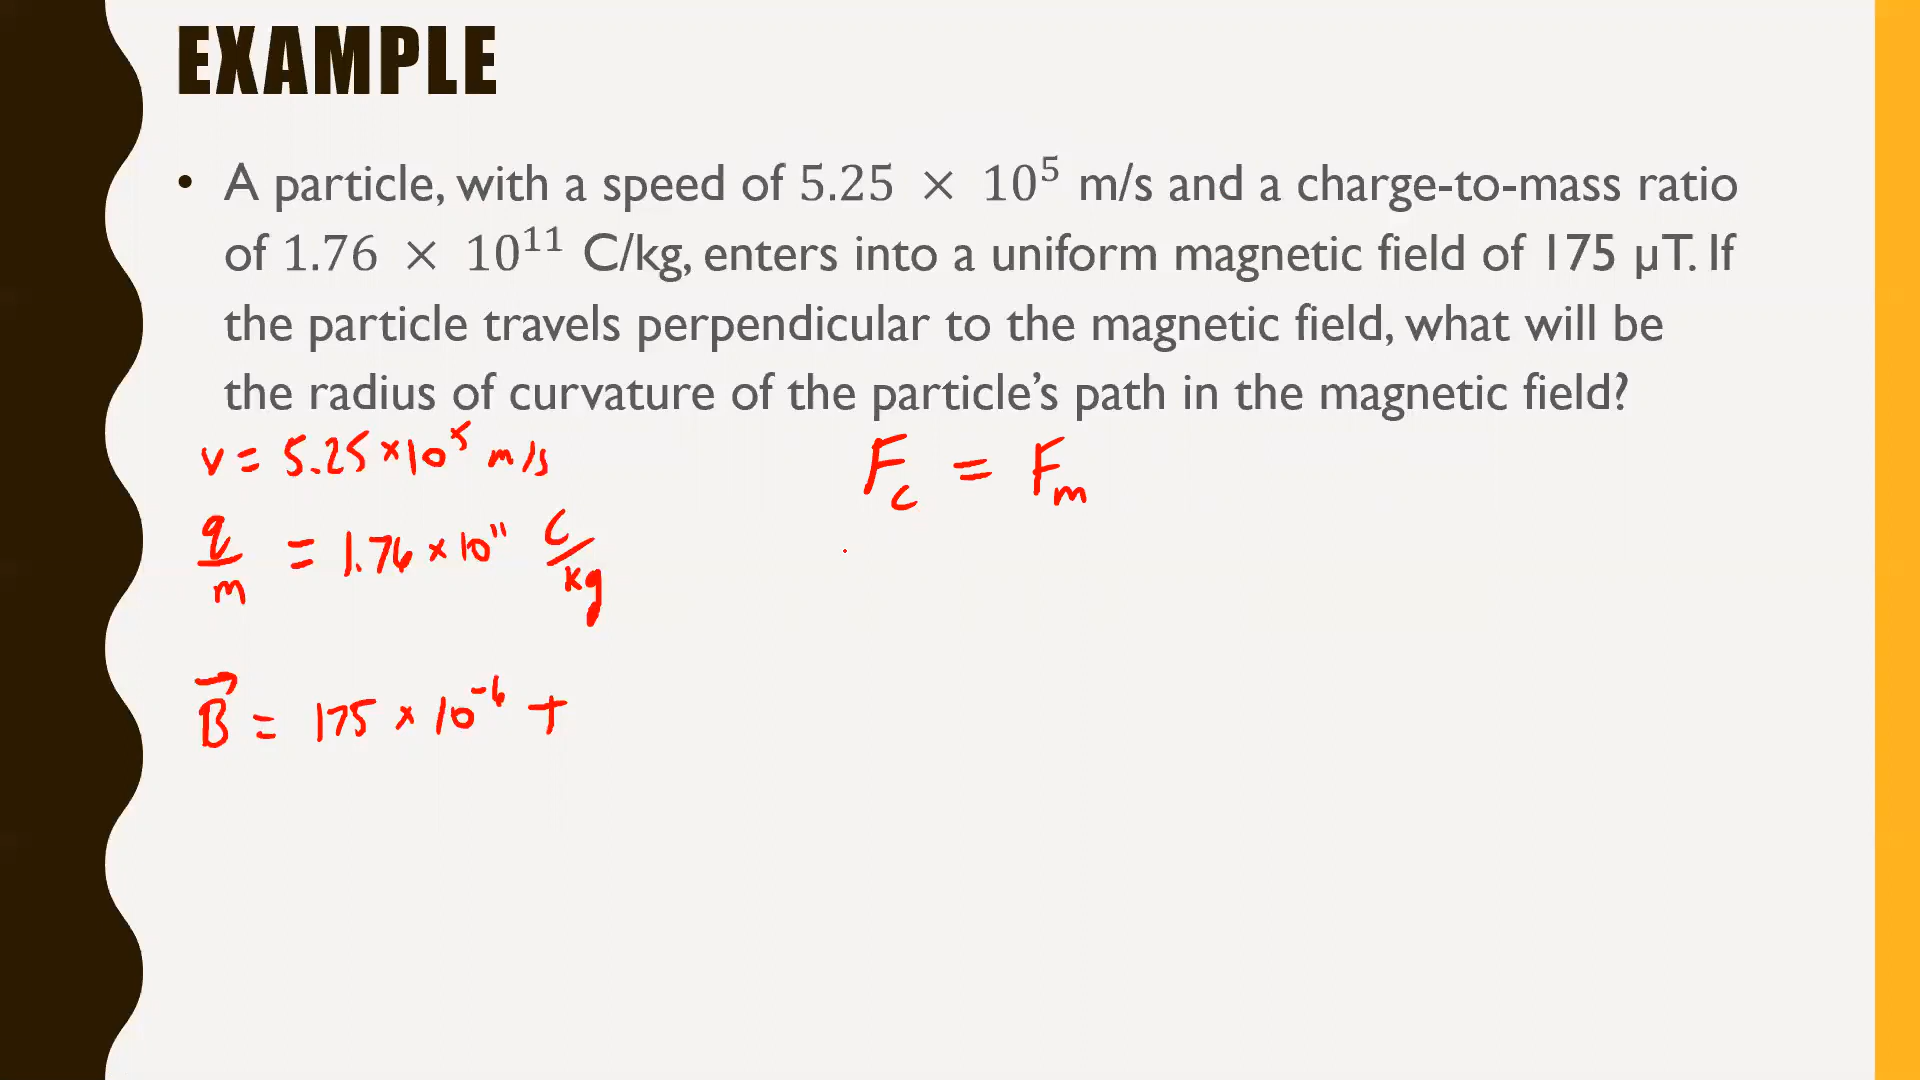 EXAMPLE
• A particle, with a speed of 5.25 × 10⁵ m/s and a charge-to-mass ratio
of 1.76 × 10¹¹ C/kg, enters into a uniform magnetic field of 175 µT. If
the particle travels perpendicular to the magnetic field, what will be
the radius of curvature of the particle's path in the magnetic field?
v = 5.25 × 10⁵ m/s
F_c = F_m
q/m = 1.76 × 10¹¹ C/kg
B⃗ = 175 × 10⁻⁶ T